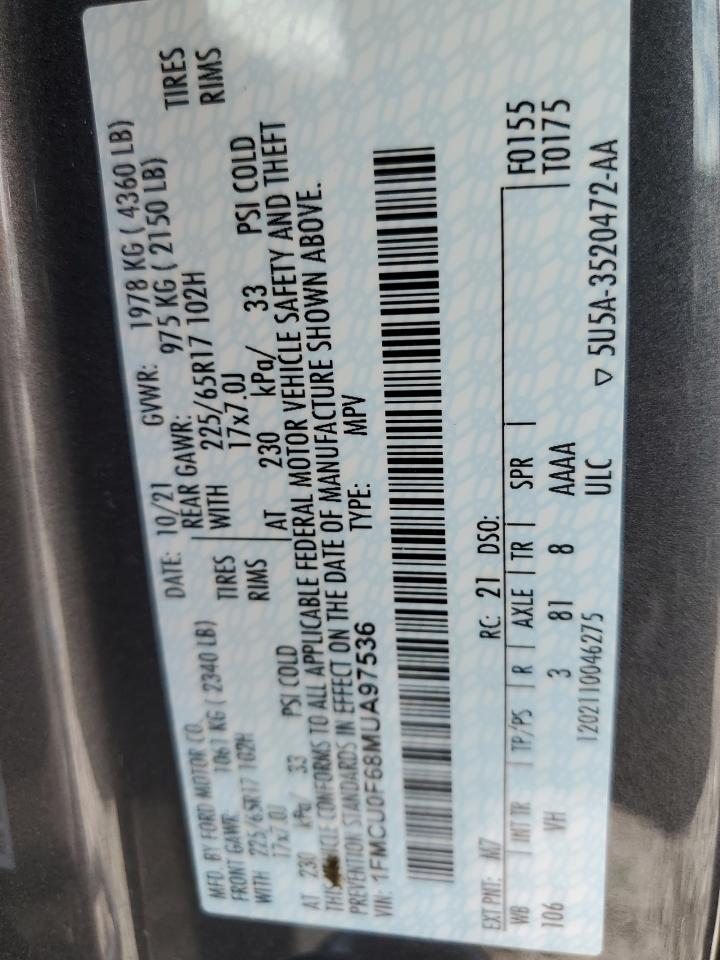 MFD. BY FORD MOTOR CO. DATE: 10/21 GVWR: 1978 KG ( 4360 LB)
FRONT GAWR: 1061 KG ( 2340 LB) REAR GAWR: 975 KG ( 2150 LB)
WITH 225/65R17 102H TIRES WITH 225/65R17 102H TIRES
17x7.0J RIMS 17x7.0J RIMS
AT 230 kPa/ 33 PSI COLD AT 230 kPa/ 33 PSI COLD
THIS VEHICLE CONFORMS TO ALL APPLICABLE FEDERAL MOTOR VEHICLE SAFETY AND THEFT
PREVENTION STANDARDS IN EFFECT ON THE DATE OF MANUFACTURE SHOWN ABOVE.
VIN: 1FMCU0F68MUA97536 TYPE: MPV
EXT PNT: M7 RC: 21 DSO: F0155
WB INT TR TP/PS R AXLE TR SPR T0175
106 VH 3 81 8 AAAA
1202110046275 ULC ▽ 5U5A-3520472-AA